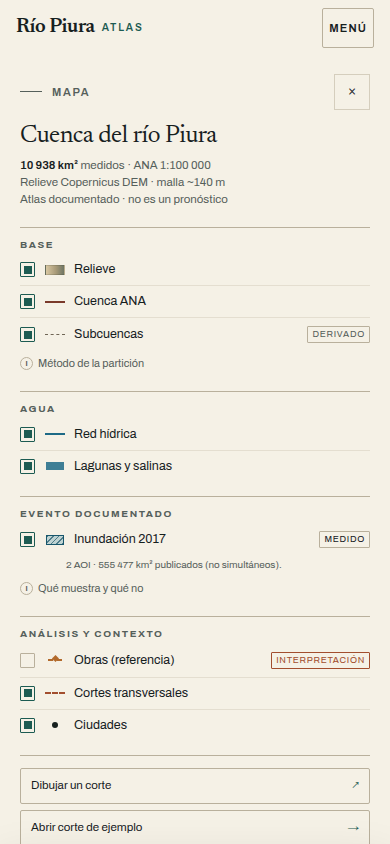 Río Piura ATLAS
MENÚ
MAPA
×
Cuenca del río Piura
10 938 km² medidos · ANA 1:100 000
Relieve Copernicus DEM · malla ~140 m
Atlas documentado · no es un pronóstico
BASE
Relieve
Cuenca ANA
Subcuencas DERIVADO
i Método de la partición
AGUA
Red hídrica
Lagunas y salinas
EVENTO DOCUMENTADO
Inundación 2017 MEDIDO
2 AOI · 555 477 km² publicados (no simultáneos).
i Qué muestra y qué no
ANÁLISIS Y CONTEXTO
Obras (referencia) INTERPRETACIÓN
Cortes transversales
Ciudades
Dibujar un corte ↗
Abrir corte de ejemplo →